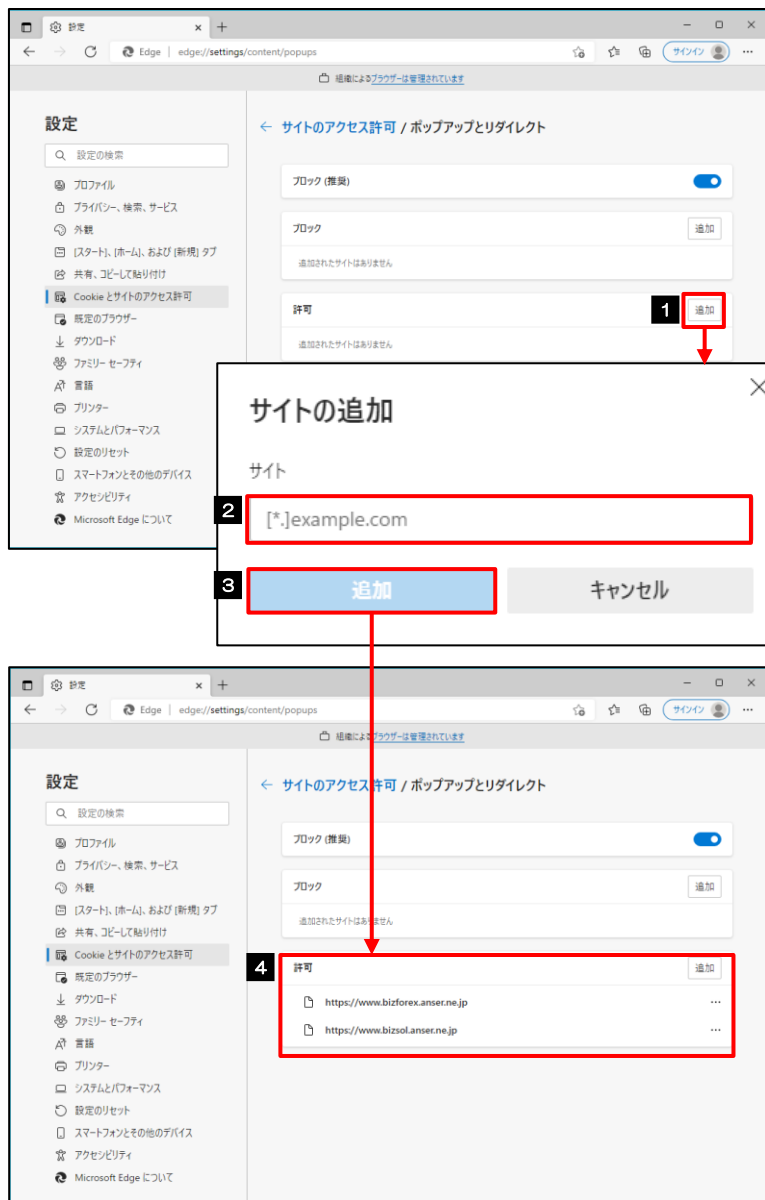 設定
Edge | edge://settings/content/popups
サインイン
組織によるブラウザーは管理されています
設定
設定の検索
プロファイル
プライバシー、検索、サービス
外観
[スタート]、[ホーム]、および [新規] タブ
共有、コピーして貼り付け
Cookie とサイトのアクセス許可
既定のブラウザー
ダウンロード
ファミリー セーフティ
言語
プリンター
システムとパフォーマンス
設定のリセット
スマートフォンとその他のデバイス
アクセシビリティ
Microsoft Edge について
サイトのアクセス許可 / ポップアップとリダイレクト
ブロック (推奨)
ブロック
追加
追加されたサイトはありません
許可
1
追加
追加されたサイトはありません
サイトの追加
サイト
2
[*.]example.com
3
追加
キャンセル
設定
Edge | edge://settings/content/popups
サインイン
組織によるブラウザーは管理されています
設定
設定の検索
プロファイル
プライバシー、検索、サービス
外観
[スタート]、[ホーム]、および [新規] タブ
共有、コピーして貼り付け
Cookie とサイトのアクセス許可
既定のブラウザー
ダウンロード
ファミリー セーフティ
言語
プリンター
システムとパフォーマンス
設定のリセット
スマートフォンとその他のデバイス
アクセシビリティ
Microsoft Edge について
サイトのアクセス許可 / ポップアップとリダイレクト
ブロック (推奨)
ブロック
追加
追加されたサイトはありません
4
許可
追加
https://www.bizforex.anser.ne.jp
https://www.bizsol.anser.ne.jp